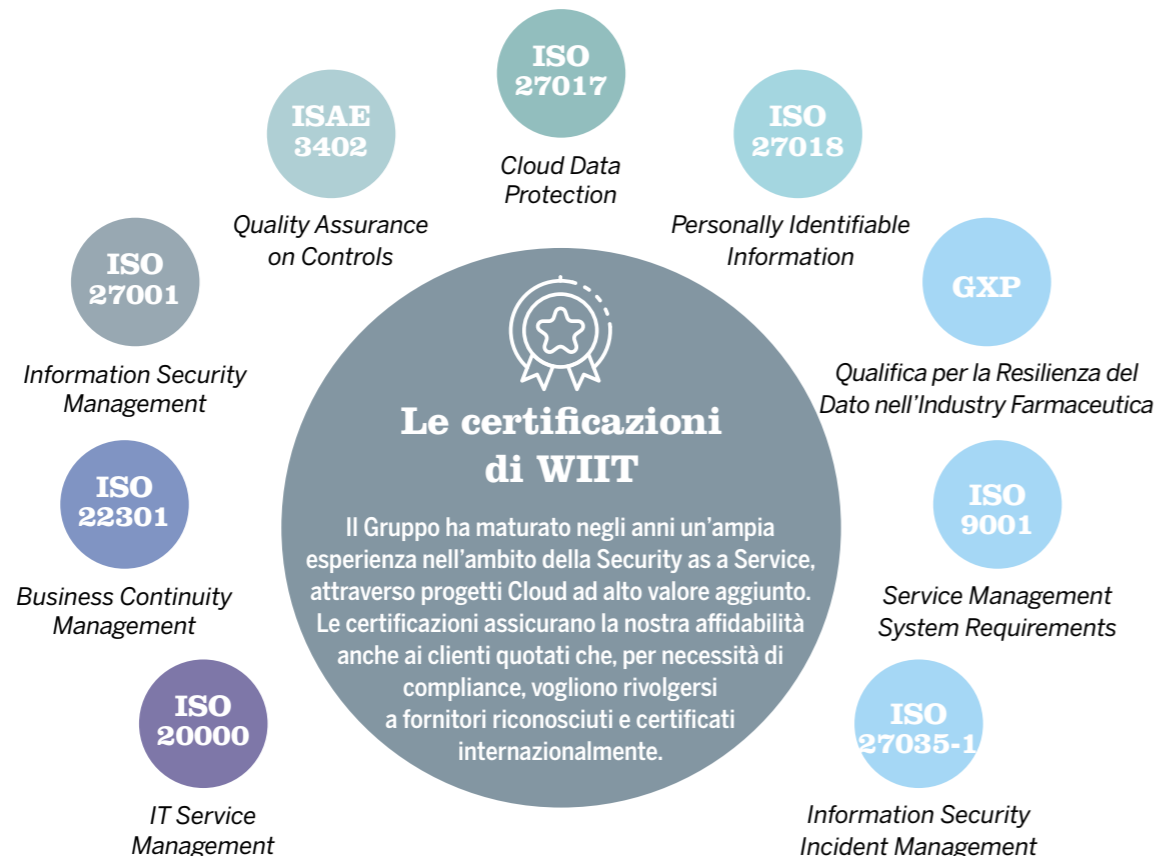 ISO
27017
Cloud Data
Protection
ISAE
3402
Quality Assurance
on Controls
ISO
27018
Personally Identifiable
Information
ISO
27001
Information Security
Management
GXP
Qualifica per la Resilienza del
Dato nell'Industry Farmaceutica
Le certificazioni
di WIIT
Il Gruppo ha maturato negli anni un'ampia
esperienza nell'ambito della Security as a Service,
attraverso progetti Cloud ad alto valore aggiunto.
Le certificazioni assicurano la nostra affidabilità
anche ai clienti quotati che, per necessità di
compliance, vogliono rivolgersi
a fornitori riconosciuti e certificati
internazionalmente.
ISO
22301
Business Continuity
Management
ISO
9001
Service Management
System Requirements
ISO
20000
IT Service
Management
ISO
27035-1
Information Security
Incident Management